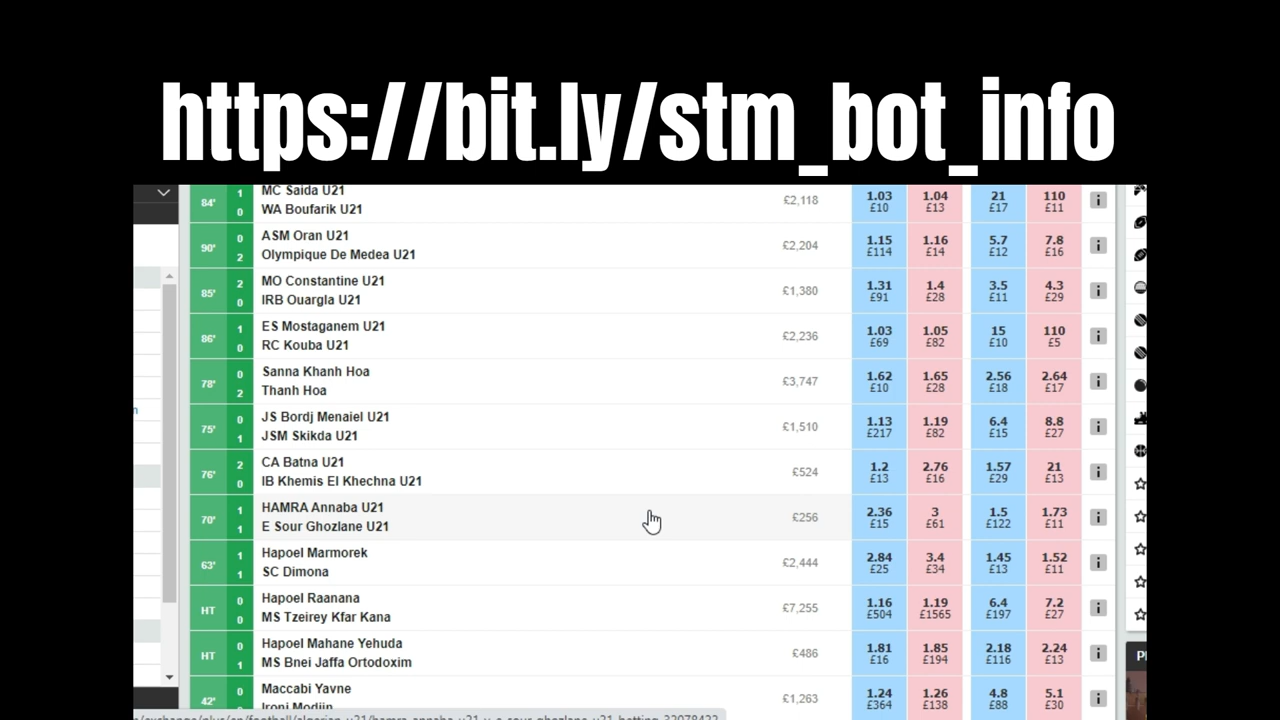 https://bit.ly/stm_bot_info
84' 1 MC Saida U21 £2,118 1.03 1.04 21 110
0 WA Boufarik U21 £10 £13 £17 £11 i
90' 0 ASM Oran U21 £2,204 1.15 1.16 5.7 7.8
2 Olympique De Medea U21 £114 £14 £12 £16 i
85' 2 MO Constantine U21 £1,380 1.31 1.4 3.5 4.3
0 IRB Ouargla U21 £91 £28 £11 £29 i
86' 1 ES Mostaganem U21 £2,236 1.03 1.05 15 110
0 RC Kouba U21 £69 £82 £10 £5 i
78' 0 Sanna Khanh Hoa £3,747 1.62 1.65 2.56 2.64
2 Thanh Hoa £10 £28 £18 £17 i
75' 0 JS Bordj Menaiel U21 £1,510 1.13 1.19 6.4 8.8
1 JSM Skikda U21 £217 £82 £15 £27 i
76' 2 CA Batna U21 £524 1.2 2.76 1.57 21
0 IB Khemis El Khechna U21 £13 £16 £29 £13 i
70' 1 HAMRA Annaba U21 £256 2.36 3 1.5 1.73
1 E Sour Ghozlane U21 £15 £61 £122 £11 i
63' 1 Hapoel Marmorek £2,444 2.84 3.4 1.45 1.52
1 SC Dimona £25 £34 £13 £11 i
HT 0 Hapoel Raanana £7,255 1.16 1.19 6.4 7.2
0 MS Tzeirey Kfar Kana £504 £1565 £197 £27 i
HT 0 Hapoel Mahane Yehuda £486 1.81 1.85 2.18 2.24
1 MS Bnei Jaffa Ortodoxim £16 £194 £116 £13 i
42' 0 Maccabi Yavne £1,263 1.24 1.26 4.8 5.1
Ironi Modiin £364 £138 £88 £30 i